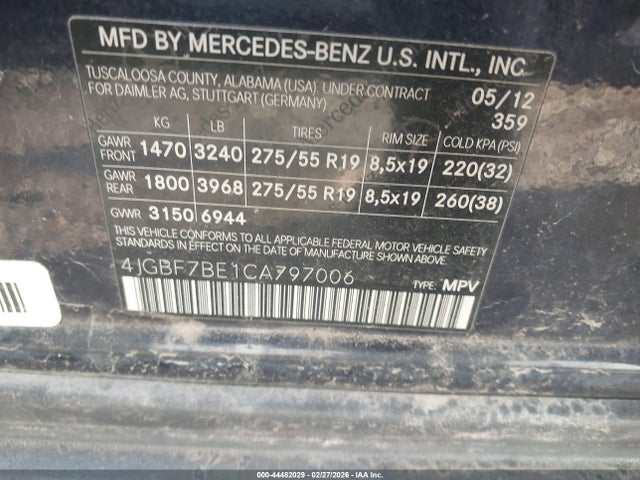 MFD BY MERCEDES-BENZ U.S. INTL., INC.
TUSCALOOSA COUNTY, ALABAMA (USA). UNDER CONTRACT
FOR DAIMLER AG, STUTTGART (GERMANY)
05/12
359
KG LB TIRES RIM SIZE COLD KPA (PSI)
GAWR FRONT 1470 3240 275/55 R19 8,5x19 220(32)
GAWR REAR 1800 3968 275/55 R19 8,5x19 260(38)
GVWR 3150 6944
THIS VEHICLE CONFORMS TO ALL APPLICABLE FEDERAL MOTOR VEHICLE SAFETY
STANDARDS IN EFFECT ON THE DATE OF MANUFACTURE SHOWN ABOVE.
4JGBF7BE1CA797006
TYPE: MPV
000-44482029 - 02/27/2026 - IAA, Inc.